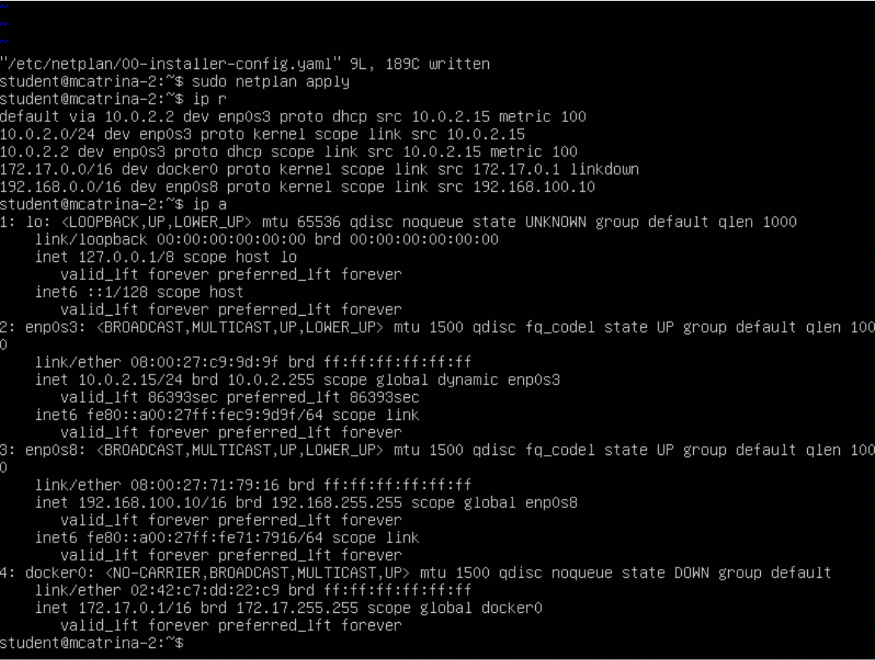 ~
~
~
"/etc/netplan/00-installer-config.yaml" 9L, 189C written
student@mcatrina-2:~$ sudo netplan apply
student@mcatrina-2:~$ ip r
default via 10.0.2.2 dev enp0s3 proto dhcp src 10.0.2.15 metric 100
10.0.2.0/24 dev enp0s3 proto kernel scope link src 10.0.2.15
10.0.2.2 dev enp0s3 proto dhcp scope link src 10.0.2.15 metric 100
172.17.0.0/16 dev docker0 proto kernel scope link src 172.17.0.1 linkdown
192.168.0.0/16 dev enp0s8 proto kernel scope link src 192.168.100.10
student@mcatrina-2:~$ ip a
1: lo: <LOOPBACK,UP,LOWER_UP> mtu 65536 qdisc noqueue state UNKNOWN group default qlen 1000
    link/loopback 00:00:00:00:00:00 brd 00:00:00:00:00:00
    inet 127.0.0.1/8 scope host lo
       valid_lft forever preferred_lft forever
    inet6 ::1/128 scope host
       valid_lft forever preferred_lft forever
2: enp0s3: <BROADCAST,MULTICAST,UP,LOWER_UP> mtu 1500 qdisc fq_codel state UP group default qlen 100
0
    link/ether 08:00:27:c9:9d:9f brd ff:ff:ff:ff:ff:ff
    inet 10.0.2.15/24 brd 10.0.2.255 scope global dynamic enp0s3
       valid_lft 86393sec preferred_lft 86393sec
    inet6 fe80::a00:27ff:fec9:9d9f/64 scope link
       valid_lft forever preferred_lft forever
3: enp0s8: <BROADCAST,MULTICAST,UP,LOWER_UP> mtu 1500 qdisc fq_codel state UP group default qlen 100
0
    link/ether 08:00:27:71:79:16 brd ff:ff:ff:ff:ff:ff
    inet 192.168.100.10/16 brd 192.168.255.255 scope global enp0s8
       valid_lft forever preferred_lft forever
    inet6 fe80::a00:27ff:fe71:7916/64 scope link
       valid_lft forever preferred_lft forever
4: docker0: <NO-CARRIER,BROADCAST,MULTICAST,UP> mtu 1500 qdisc noqueue state DOWN group default
    link/ether 02:42:c7:dd:22:c9 brd ff:ff:ff:ff:ff:ff
    inet 172.17.0.1/16 brd 172.17.255.255 scope global docker0
       valid_lft forever preferred_lft forever
student@mcatrina-2:~$